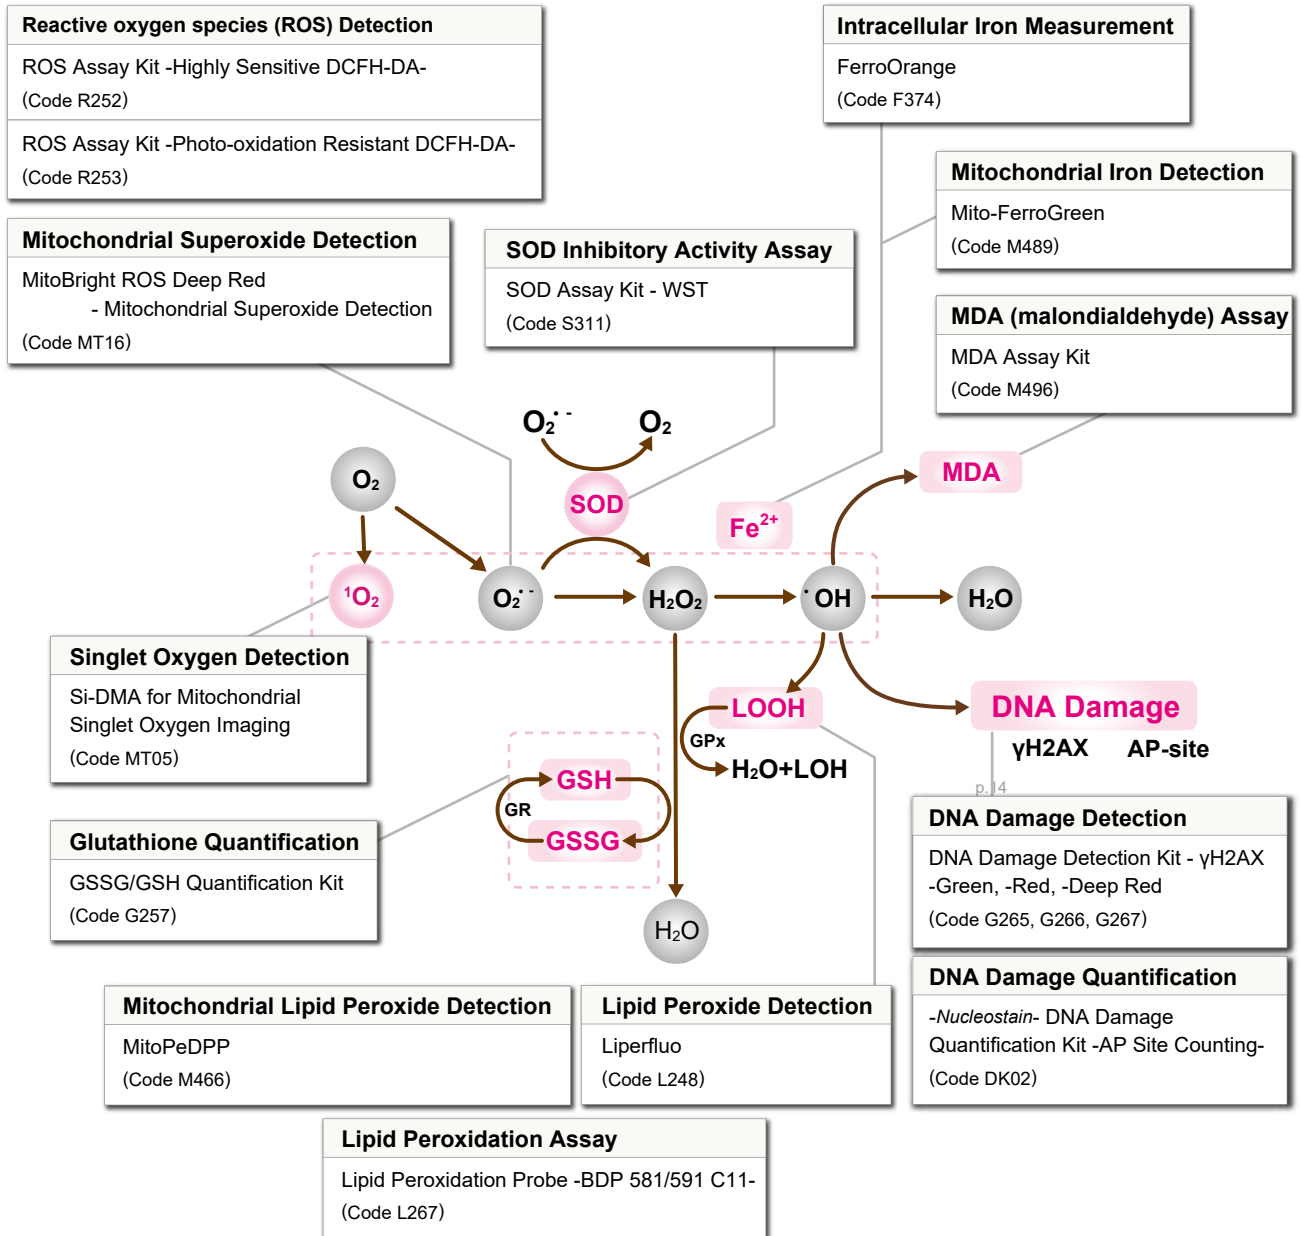 Reactive oxygen species (ROS) Detection
ROS Assay Kit -Highly Sensitive DCFH-DA-
(Code R252)
ROS Assay Kit -Photo-oxidation Resistant DCFH-DA-
(Code R253)
Intracellular Iron Measurement
FerroOrange
(Code F374)
Mitochondrial Iron Detection
Mito-FerroGreen
(Code M489)
Mitochondrial Superoxide Detection
MitoBright ROS Deep Red
- Mitochondrial Superoxide Detection
(Code MT16)
SOD Inhibitory Activity Assay
SOD Assay Kit - WST
(Code S311)
MDA (malondialdehyde) Assay
MDA Assay Kit
(Code M496)
O₂˙⁻ O₂
O₂
SOD
MDA
Fe²⁺
¹O₂
O₂˙⁻
H₂O₂
˙OH
H₂O
Singlet Oxygen Detection
Si-DMA for Mitochondrial
Singlet Oxygen Imaging
(Code MT05)
LOOH
GPx
H₂O+LOH
DNA Damage
γH2AX AP-site
p.14
GSH
GR
GSSG
Glutathione Quantification
GSSG/GSH Quantification Kit
(Code G257)
H₂O
DNA Damage Detection
DNA Damage Detection Kit - γH2AX
-Green, -Red, -Deep Red
(Code G265, G266, G267)
DNA Damage Quantification
-Nucleostain- DNA Damage
Quantification Kit -AP Site Counting-
(Code DK02)
Mitochondrial Lipid Peroxide Detection
MitoPeDPP
(Code M466)
Lipid Peroxide Detection
Liperfluo
(Code L248)
Lipid Peroxidation Assay
Lipid Peroxidation Probe -BDP 581/591 C11-
(Code L267)